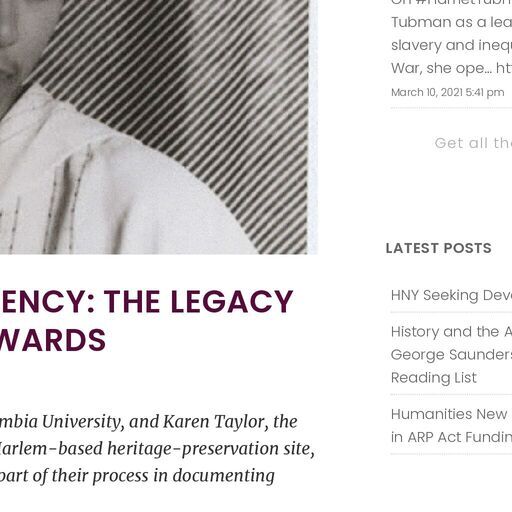 ENCY: THE LEGACY
WARDS
mbia University, and Karen Taylor, the
Harlem-based heritage-preservation site,
part of their process in documenting
Tubman as a lea
slavery and inequ
War, she ope... ht
March 10, 2021 5:41 pm
Get all the
LATEST POSTS
HNY Seeking Deve
History and the A
George Saunders
Reading List
Humanities New
in ARP Act Fundin